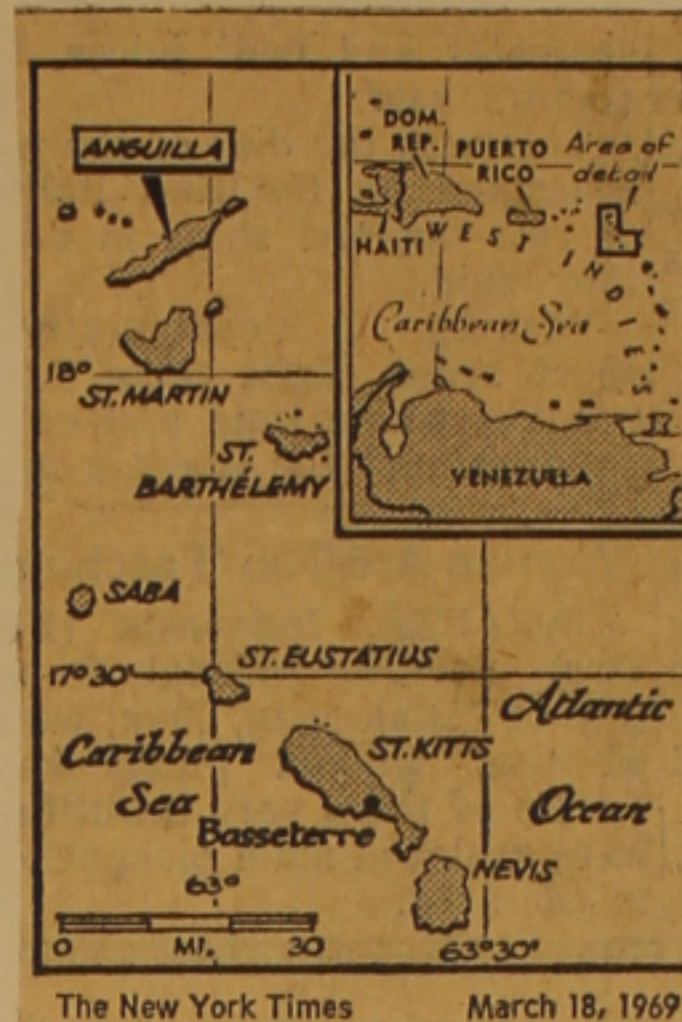 ANGUILLA
18°
ST. MARTIN
ST.
BARTHÉLEMY
SABA
ST. EUSTATIUS
17°30'
Caribbean
Sea
ST. KITTS
Basseterre
NEVIS
Atlantic
Ocean
63°
63°30'
0 MI. 30
DOM.
REP.
PUERTO
RICO
Area of
detail
HAITI
WEST INDIES
Caribbean Sea
VENEZUELA
The New York Times March 18, 1969